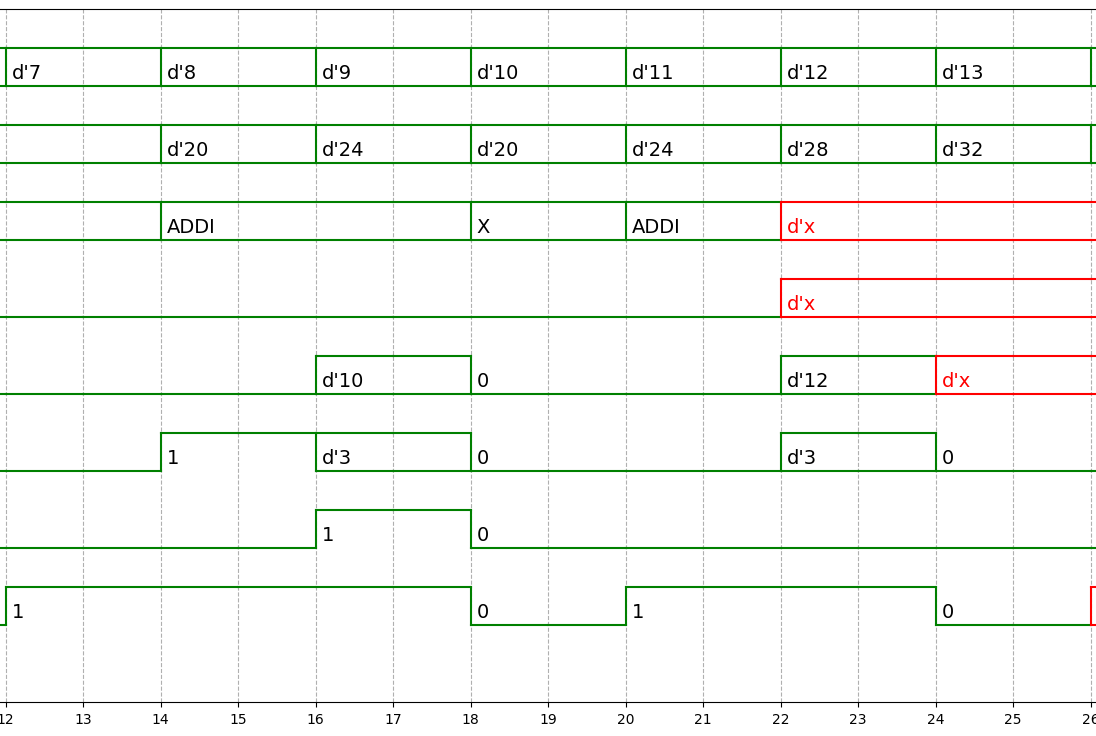 d'7 d'8 d'9 d'10 d'11 d'12 d'13
d'20 d'24 d'20 d'24 d'28 d'32
ADDI X ADDI d'x
d'x
d'10 0 d'12 d'x
1 d'3 0 d'3 0
1 0
1 0 1 0
12 13 14 15 16 17 18 19 20 21 22 23 24 25 26